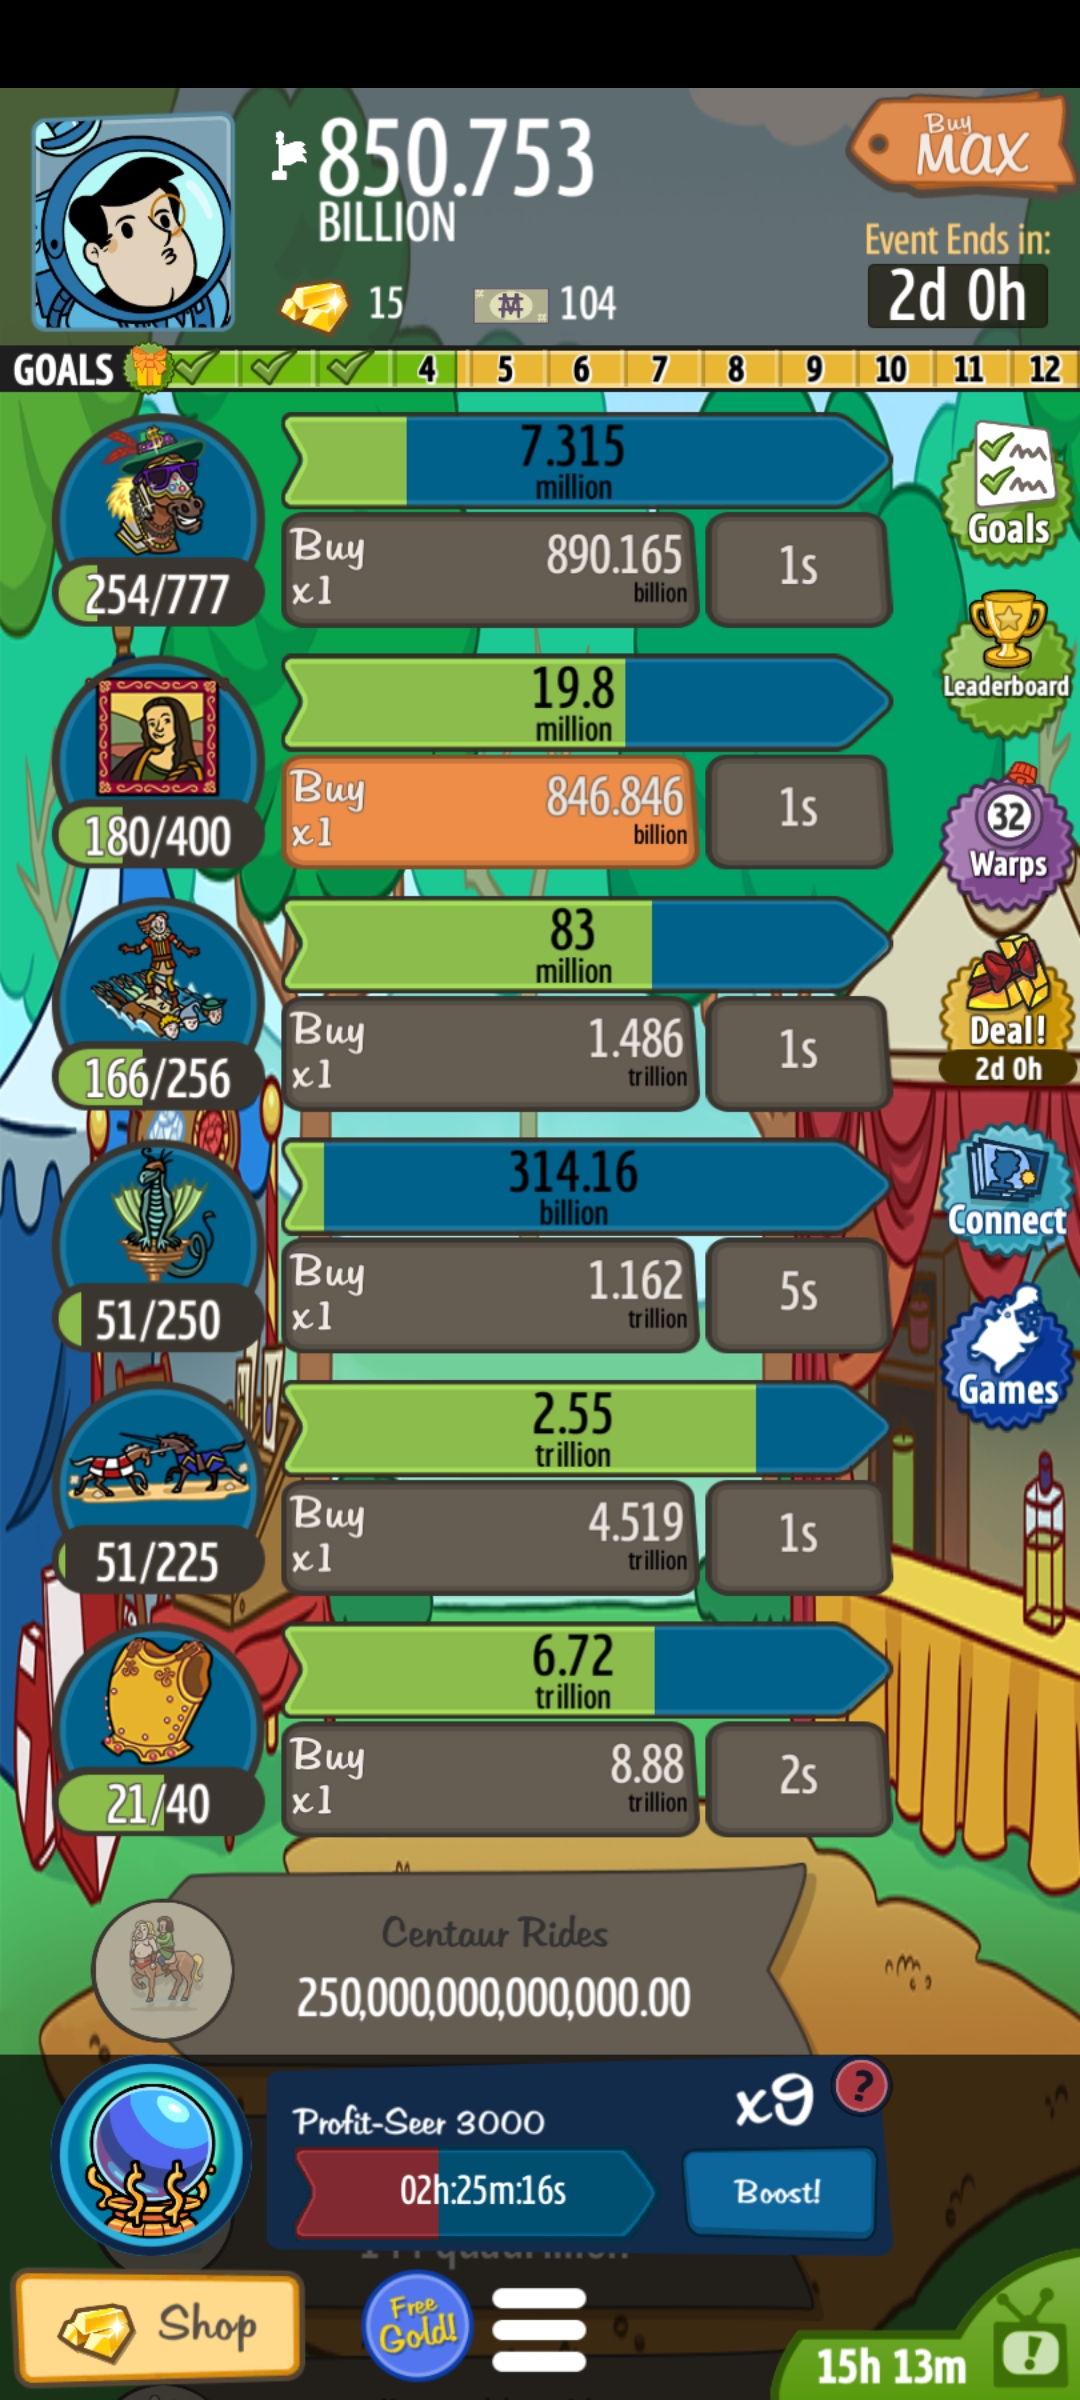 850.753
BILLION
Buy
MAX
15
104
Event Ends in:
2d 0h
GOALS 4 5 6 7 8 9 10 11 12
7.315
million
Buy
x1
890.165
billion
1s
254/777
Goals
19.8
million
Buy
x1
846.846
billion
1s
180/400
Leaderboard
32
Warps
83
million
Buy
x1
1.486
trillion
1s
166/256
Deal!
2d 0h
314.16
billion
Buy
x1
1.162
trillion
5s
51/250
Connect
2.55
trillion
Buy
x1
4.519
trillion
1s
51/225
Games
6.72
trillion
Buy
x1
8.88
trillion
2s
21/40
Centaur Rides
250,000,000,000,000.00
Profit-Seer 3000
x9
?
02h:25m:16s
Boost!
Shop
Free
Gold!
15h 13m
!